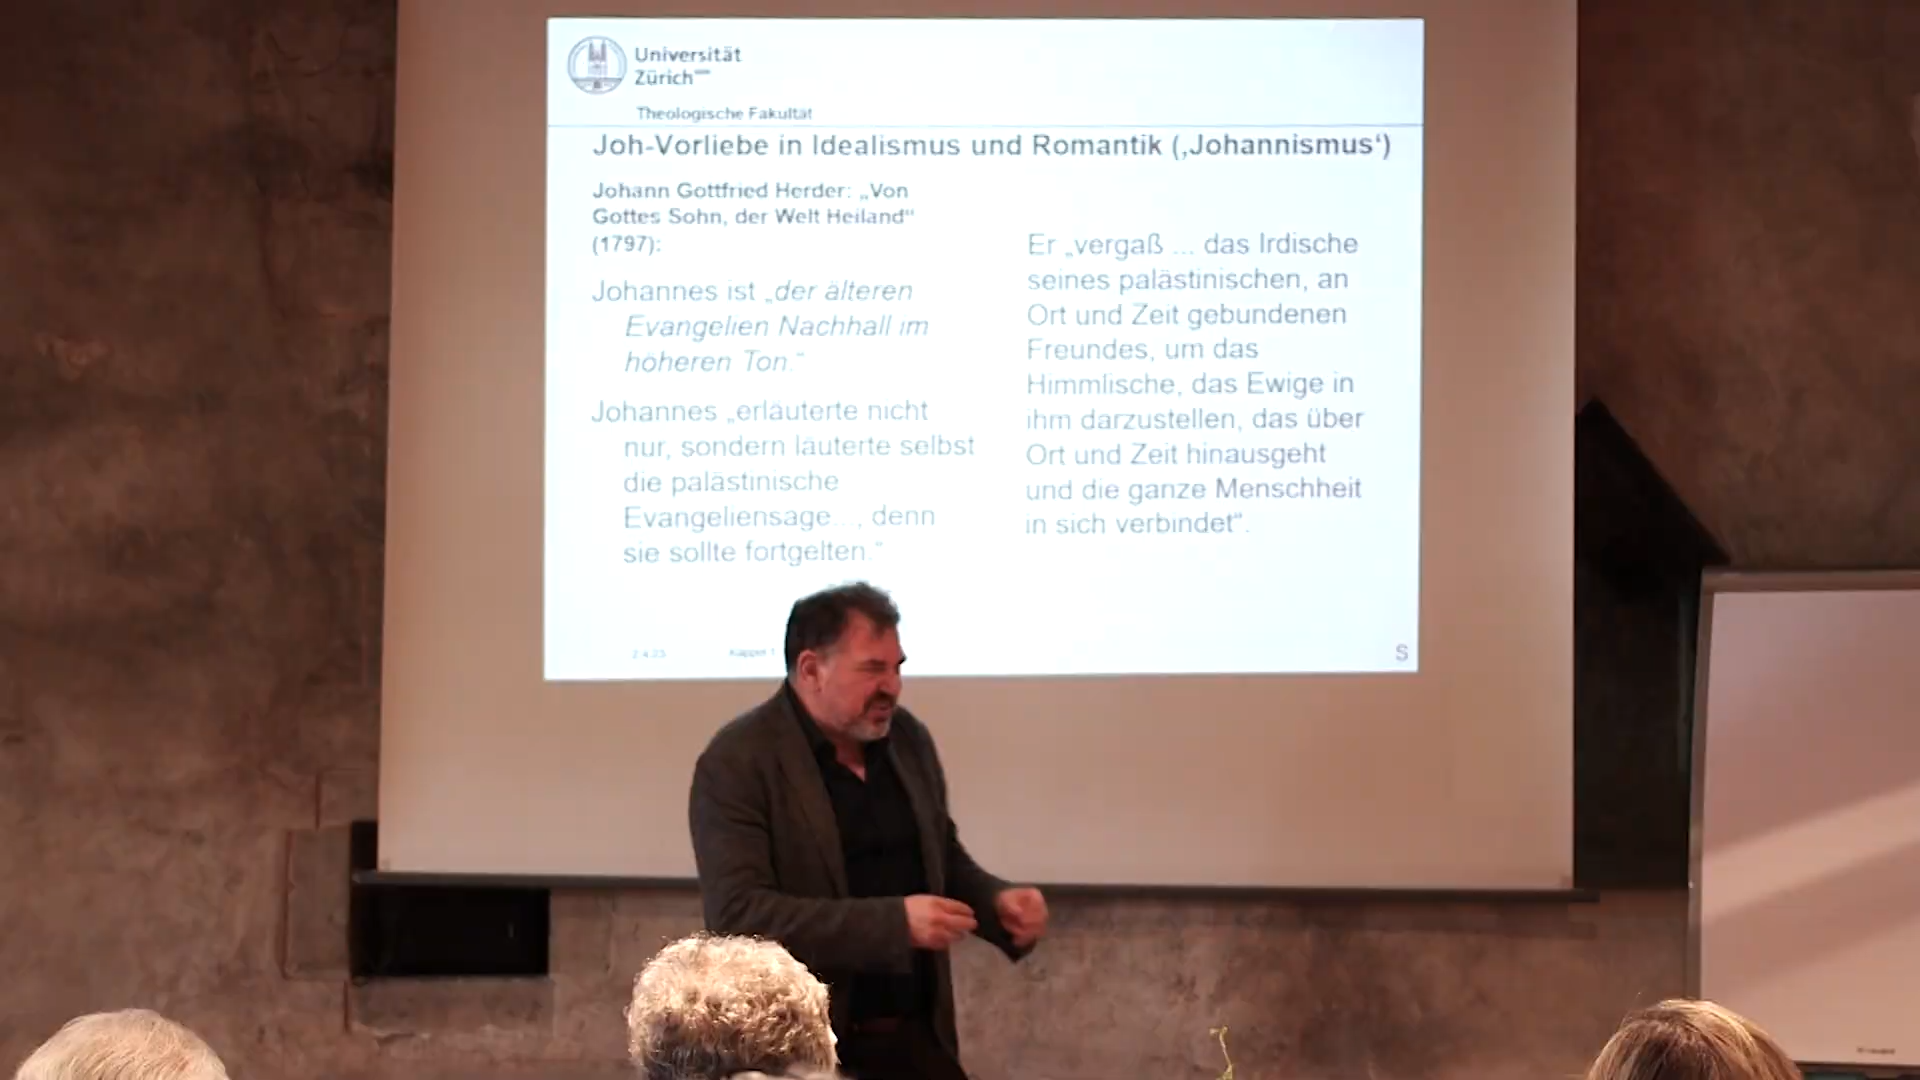 Universität
Zürich
Theologische Fakultät
Joh-Vorliebe in Idealismus und Romantik (‚Johannismus‘)
Johann Gottfried Herder: „Von
Gottes Sohn, der Welt Heiland“
(1797):
Johannes ist „der älteren
Evangelien Nachhall im
höheren Ton.“
Johannes „erläuterte nicht
nur, sondern läuterte selbst
die palästinische
Evangeliensage..., denn
sie sollte fortgelten.“
Er „vergaß ... das Irdische
seines palästinischen, an
Ort und Zeit gebundenen
Freundes, um das
Himmlische, das Ewige in
ihm darzustellen, das über
Ort und Zeit hinausgeht
und die ganze Menschheit
in sich verbindet“.
S